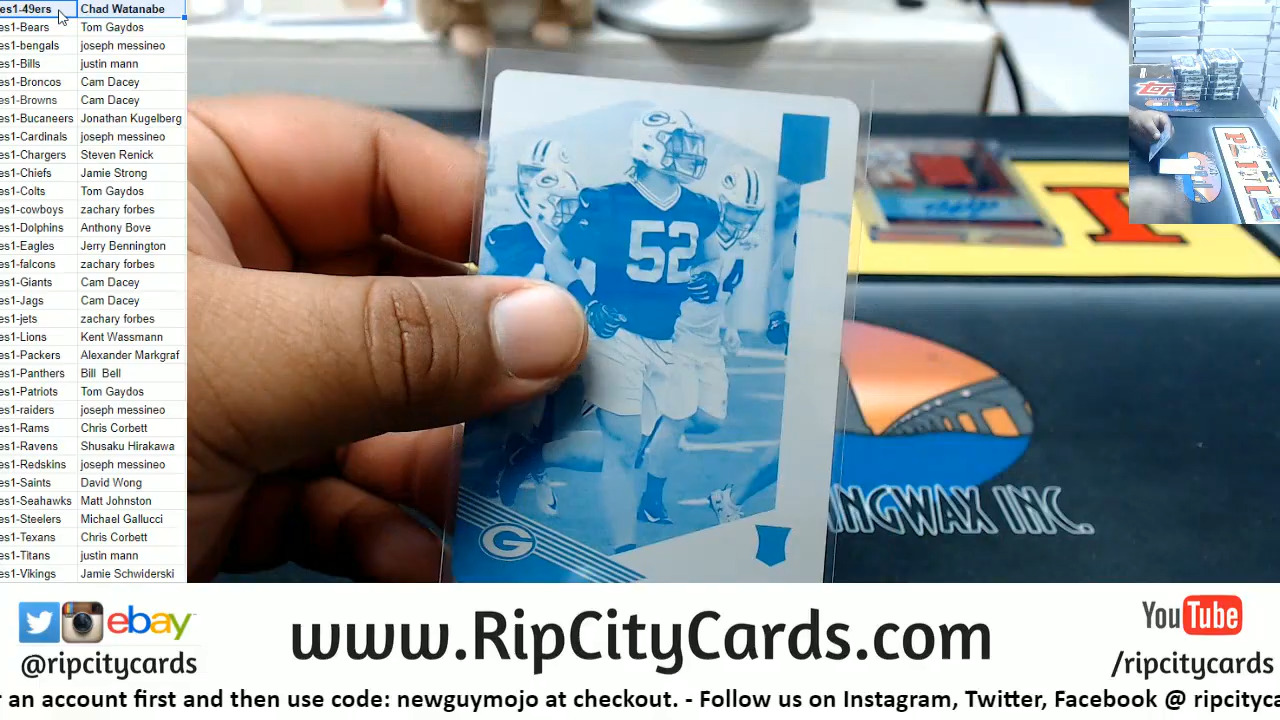 es1-49ers Chad Watanabe
es1-Bears Tom Gaydos
es1-bengals joseph messineo
es1-Bills justin mann
es1-Broncos Cam Dacey
es1-Browns Cam Dacey
es1-Bucaneers Jonathan Kugelberg
es1-Cardinals joseph messineo
es1-Chargers Steven Renick
es1-Chiefs Jamie Strong
es1-Colts Tom Gaydos
es1-cowboys zachary forbes
es1-Dolphins Anthony Bove
es1-Eagles Jerry Bennington
es1-falcons zachary forbes
es1-Giants Cam Dacey
es1-Jags Cam Dacey
es1-jets zachary forbes
es1-Lions Kent Wassmann
es1-Packers Alexander Markgraf
es1-Panthers Bill Bell
es1-Patriots Tom Gaydos
es1-raiders joseph messineo
es1-Rams Chris Corbett
es1-Ravens Shusaku Hirakawa
es1-Redskins joseph messineo
es1-Saints David Wong
es1-Seahawks Matt Johnston
es1-Steelers Michael Gallucci
es1-Texans Chris Corbett
es1-Titans justin mann
es1-Vikings Jamie Schwiderski
G
52
G
INGWAX INC.
ebay
@ripcitycards
www.RipCityCards.com
YouTube
/ripcitycards
r an account first and then use code: newguymojo at checkout. - Follow us on Instagram, Twitter, Facebook @ ripcityca